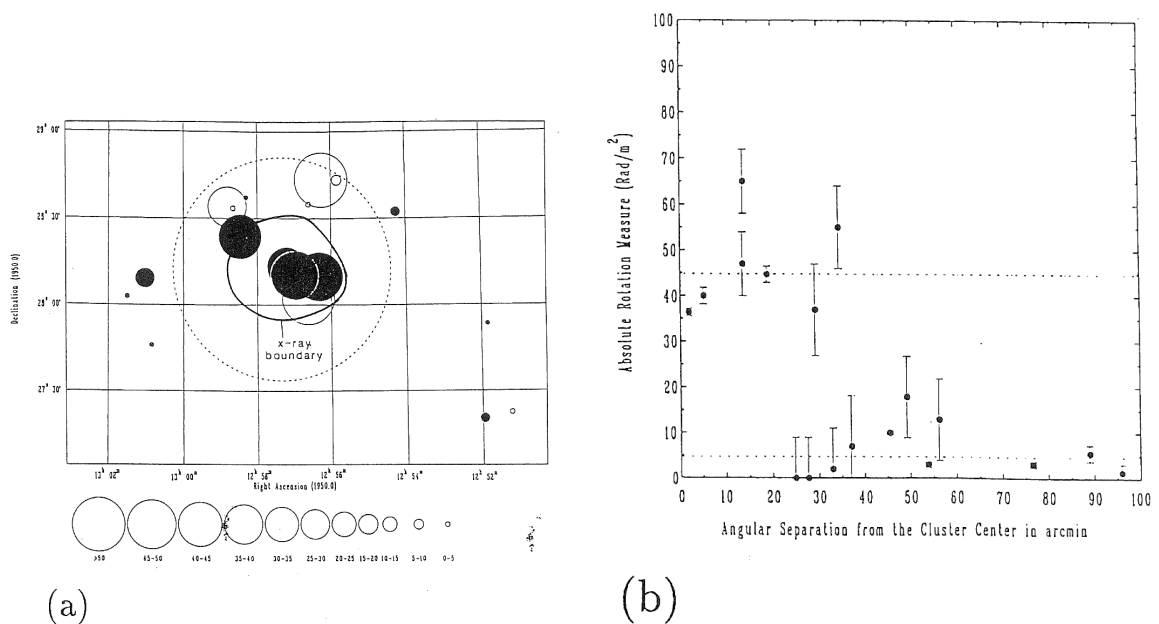 29° 00'
28° 30'
28° 00'
27° 30'
Declination (1950.0)
x-ray
boundary
13ʰ 02ᵐ
13ʰ 00ᵐ
12ʰ 58ᵐ
12ʰ 56ᵐ
12ʰ 54ᵐ
12ʰ 52ᵐ
Right Ascension (1950.0)
>50
45-50
40-45
35-40
30-35
25-30
20-25
15-20
10-15
5-10
0-5
(a)
100
90
80
70
60
50
40
30
20
10
0
Absolute Rotation Measure (Rad/m²)
0 10 20 30 40 50 60 70 80 90 100
Angular Separation from the Cluster Center in arcmin
(b)